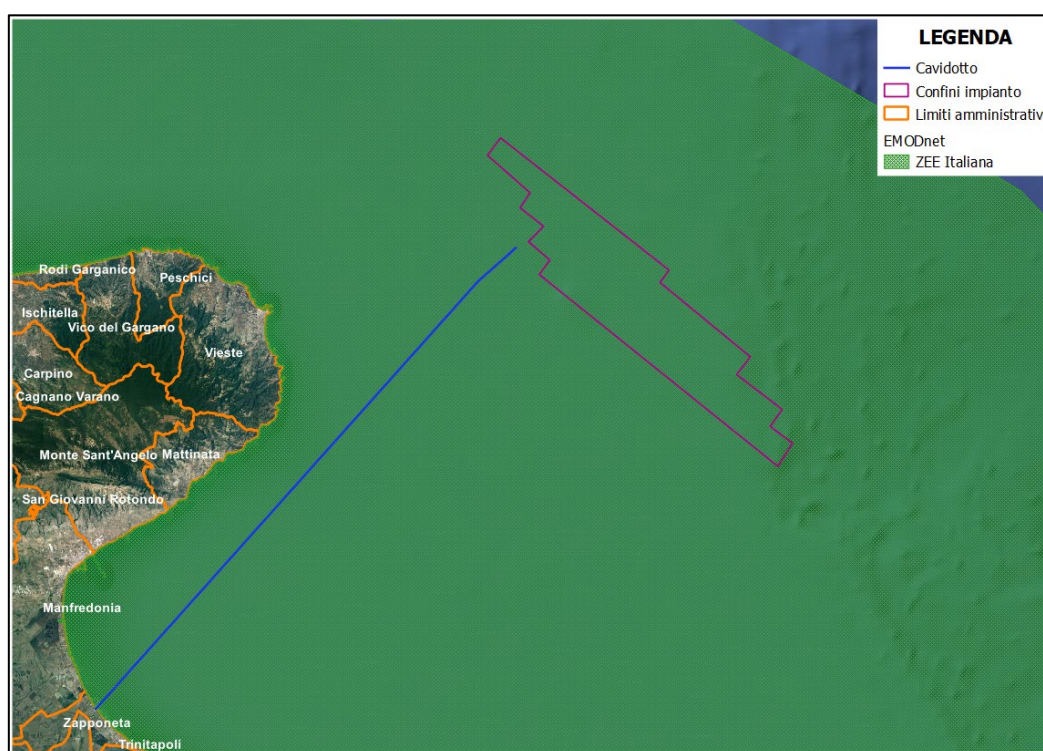 LEGENDA
Cavidotto
Confini impianto
Limiti amministrativ
EMODnet
ZEE Italiana
Rodi Garganico
Peschici
Ischitella
Vico del Gargano
Vieste
Carpino
Cagnano Varano
Monte Sant'Angelo
Mattinata
San Giovanni Rotondo
Manfredonia
Zapponeta
Trinitapoli